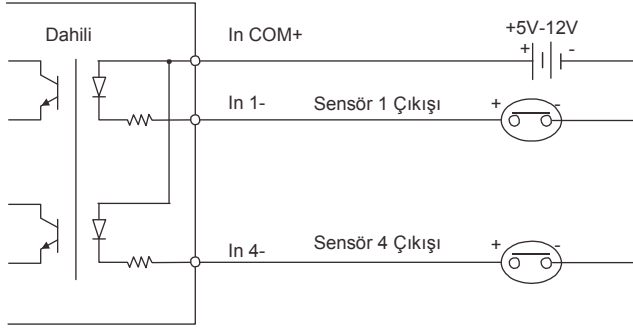 Dahili
In COM+
+5V-12V
+ -
In 1-
Sensör 1 Çıkışı
+ -
In 4-
Sensör 4 Çıkışı
+ -